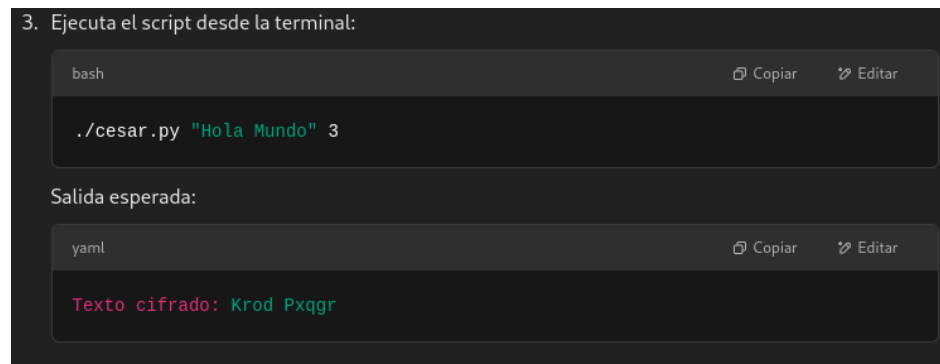 3. Ejecuta el script desde la terminal:
bash Copiar Editar
./cesar.py "Hola Mundo" 3
Salida esperada:
yaml Copiar Editar
Texto cifrado: Krod Pxqgr